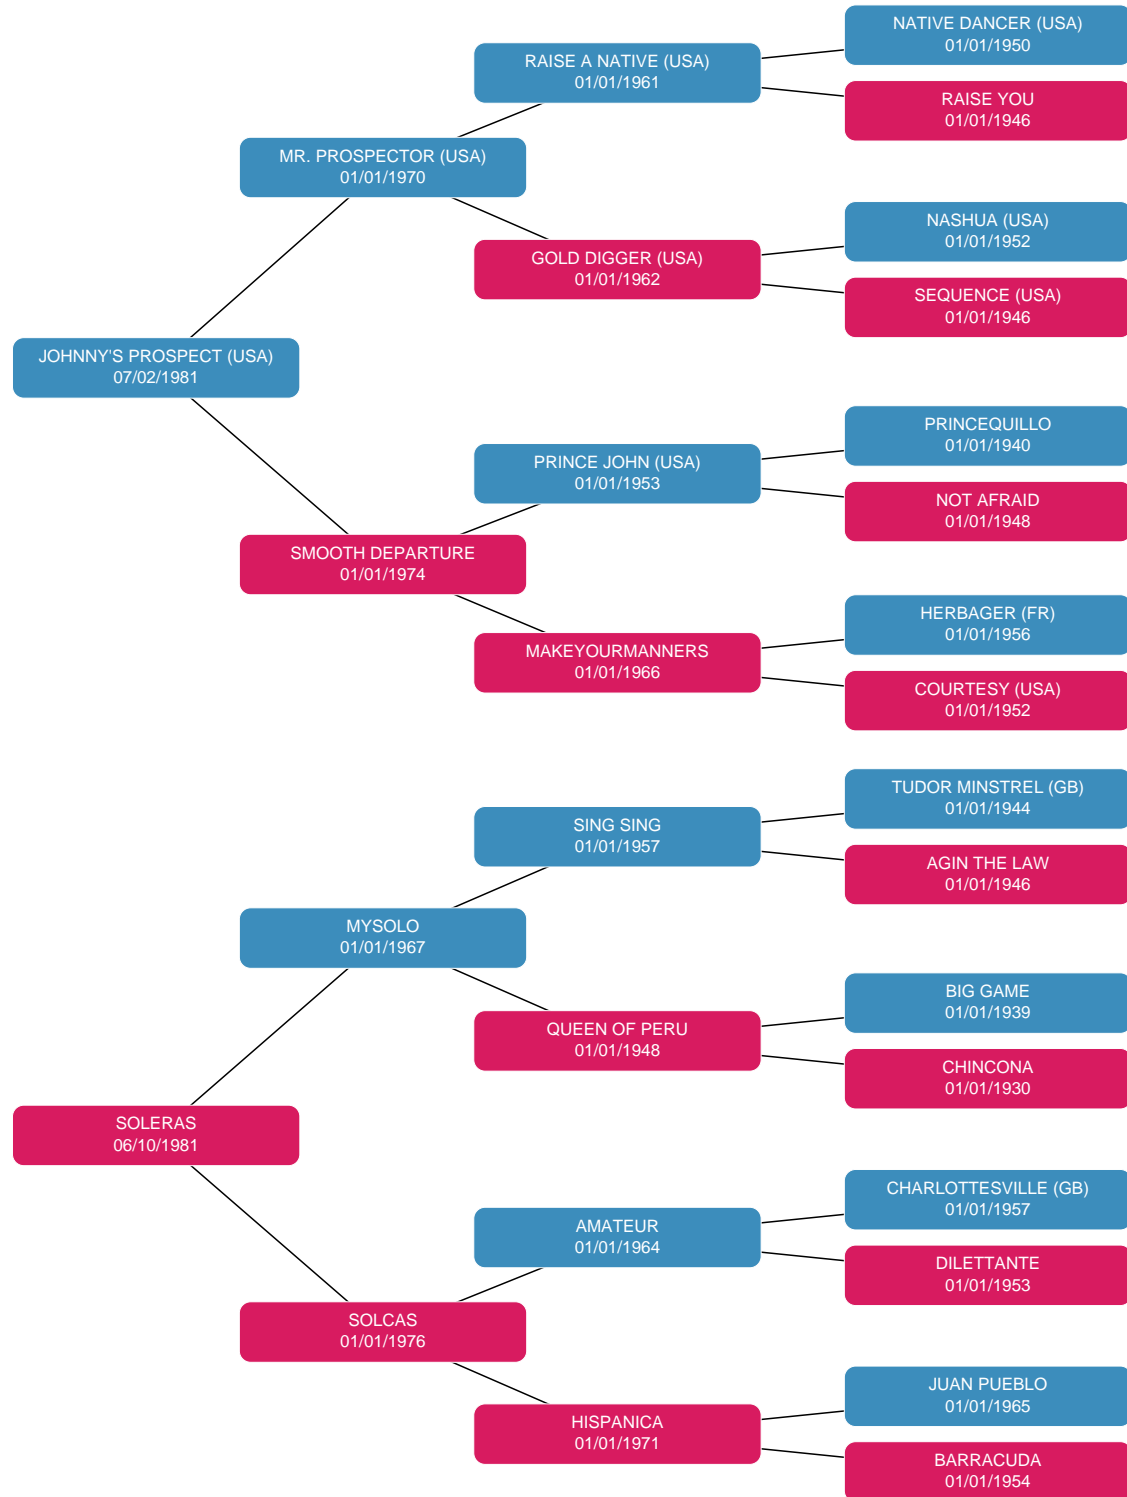 NATIVE DANCER (USA)
01/01/1950
RAISE A NATIVE (USA)
01/01/1961
RAISE YOU
01/01/1946
MR. PROSPECTOR (USA)
01/01/1970
NASHUA (USA)
01/01/1952
GOLD DIGGER (USA)
01/01/1962
SEQUENCE (USA)
01/01/1946
JOHNNY'S PROSPECT (USA)
07/02/1981
PRINCEQUILLO
01/01/1940
PRINCE JOHN (USA)
01/01/1953
NOT AFRAID
01/01/1948
SMOOTH DEPARTURE
01/01/1974
HERBAGER (FR)
01/01/1956
MAKEYOURMANNERS
01/01/1966
COURTESY (USA)
01/01/1952
TUDOR MINSTREL (GB)
01/01/1944
SING SING
01/01/1957
AGIN THE LAW
01/01/1946
MYSOLO
01/01/1967
BIG GAME
01/01/1939
QUEEN OF PERU
01/01/1948
CHINCONA
01/01/1930
SOLERAS
06/10/1981
CHARLOTTESVILLE (GB)
01/01/1957
AMATEUR
01/01/1964
DILETTANTE
01/01/1953
SOLCAS
01/01/1976
JUAN PUEBLO
01/01/1965
HISPANICA
01/01/1971
BARRACUDA
01/01/1954